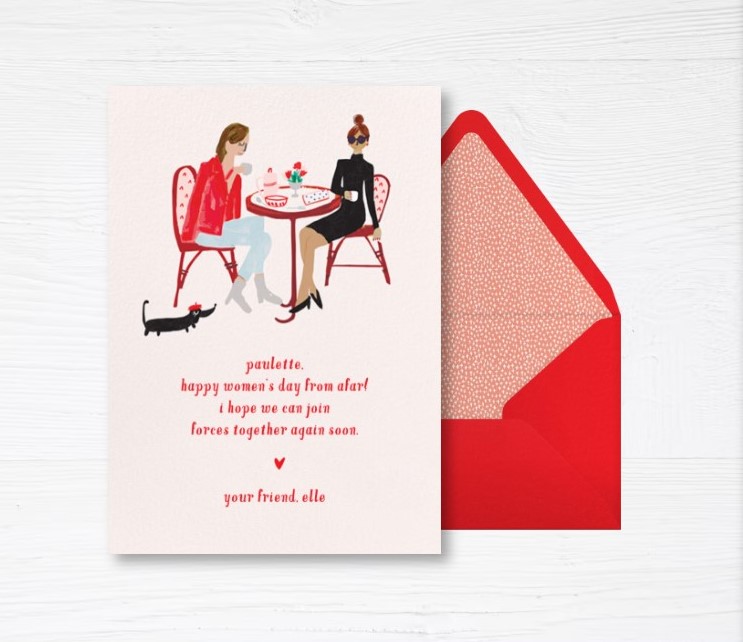 paulette,
happy women's day from afar!
i hope we can join
forces together again soon.
your friend, elle